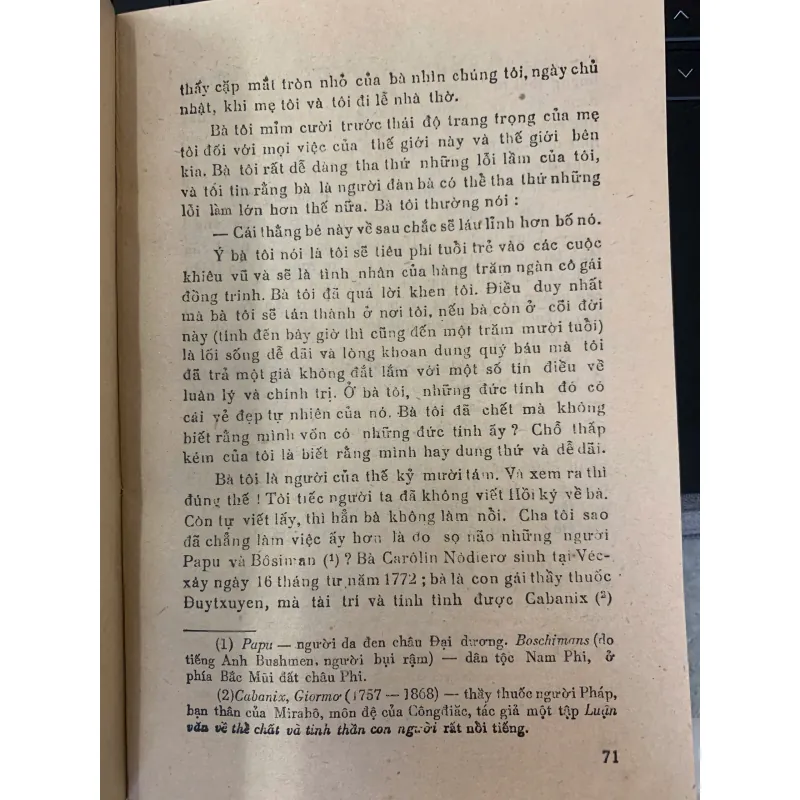 thấy cặp mắt tròn nhỏ của bà nhìn chúng tôi, ngày chủ
nhật, khi mẹ tôi và tôi đi lễ nhà thờ.
Bà tôi mỉm cười trước thái độ trang trọng của mẹ
tôi đối với mọi việc của thế giới này và thế giới bên
kia. Bà tôi rất dễ dàng tha thứ những lỗi lầm của tôi,
và tôi tin rằng bà là người đàn bà có thể tha thứ những
lỗi lầm lớn hơn thế nữa. Bà tôi thường nói :
— Cái thằng bé này về sau chắc sẽ láu lỉnh hơn bố nó.
Ý bà tôi nói là tôi sẽ tiêu phí tuổi trẻ vào các cuộc
khiêu vũ và sẽ là tình nhân của hàng trăm ngàn cô gái
đồng trinh. Bà tôi đã quá lời khen tôi. Điều duy nhất
mà bà tôi sẽ tán thành ở nơi tôi, nếu bà còn ở cõi đời
này (tính đến bây giờ thì cũng đến một trăm mười tuổi)
là lối sống dễ dãi và lòng khoan dung quý báu mà tôi
đã trả một giá không đắt lắm với một số tín điều về
luân lý và chính trị. Ở bà tôi, những đức tính đó có
cái vẻ đẹp tự nhiên của nó. Bà tôi đã chết mà không
biết rằng mình vốn có những đức tính ấy ? Chỗ thấp
kém của tôi là biết rằng mình hay dung thứ và dễ dãi.
Bà tôi là người của thế kỷ mười tám. Và xem ra thì
đúng thế ! Tôi tiếc người ta đã không viết Hồi ký về bà.
Còn tự viết lấy, thì hẳn bà không làm nổi. Cha tôi sao
đã chẳng làm việc ấy hơn là đo sọ não những người
Papu và Bôsiman (¹) ? Bà Carôlin Nôdierơ sinh tại Véc-
xây ngày 16 tháng tư năm 1772 ; bà là con gái thầy thuốc
Đuytxuyen, mà tài trí và tính tình được Cabanix (²)
(1) Papu — người da đen châu Đại dương. Boschimans (do
tiếng Anh Bushmen, người bụi rậm) — dân tộc Nam Phi, ở
phía Bắc Mũi đất châu Phi.
(2)Cabanix, Giormơ (1757 — 1868) — thầy thuốc người Pháp,
bạn thân của Mirabô, môn đệ của Côngđiắc, tác giả một tập Luận
văn về thể chất và tinh thần con người rất nổi tiếng.
71